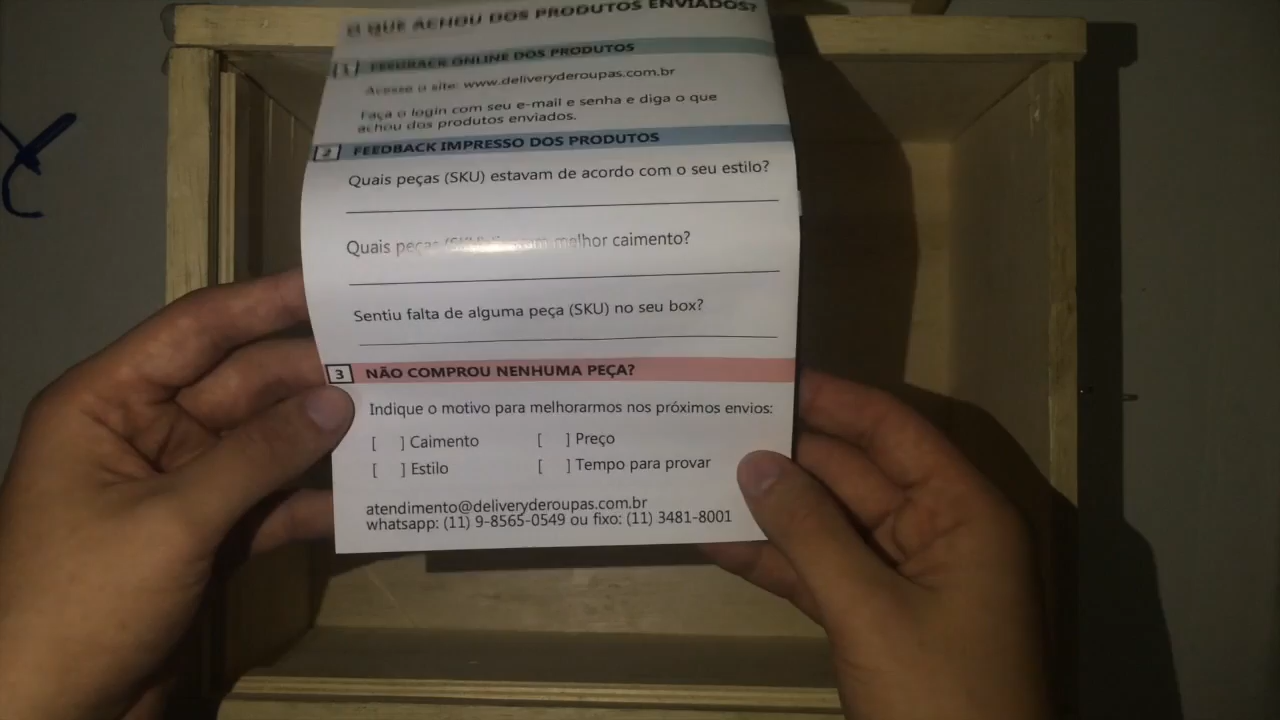 O QUE ACHOU DOS PRODUTOS ENVIADOS?
1 FEEDBACK ONLINE DOS PRODUTOS
Acesse o site: www.deliveryderoupas.com.br
Faça o login com seu e-mail e senha e diga o que
achou dos produtos enviados.
2 FEEDBACK IMPRESSO DOS PRODUTOS
Quais peças (SKU) estavam de acordo com o seu estilo?
Quais peças (SKU) melhor caimento?
Sentiu falta de alguma peça (SKU) no seu box?
3 NÃO COMPROU NENHUMA PEÇA?
Indique o motivo para melhorarmos nos próximos envios:
[ ] Caimento [ ] Preço
[ ] Estilo [ ] Tempo para provar
atendimento@deliveryderoupas.com.br
whatsapp: (11) 9-8565-0549 ou fixo: (11) 3481-8001